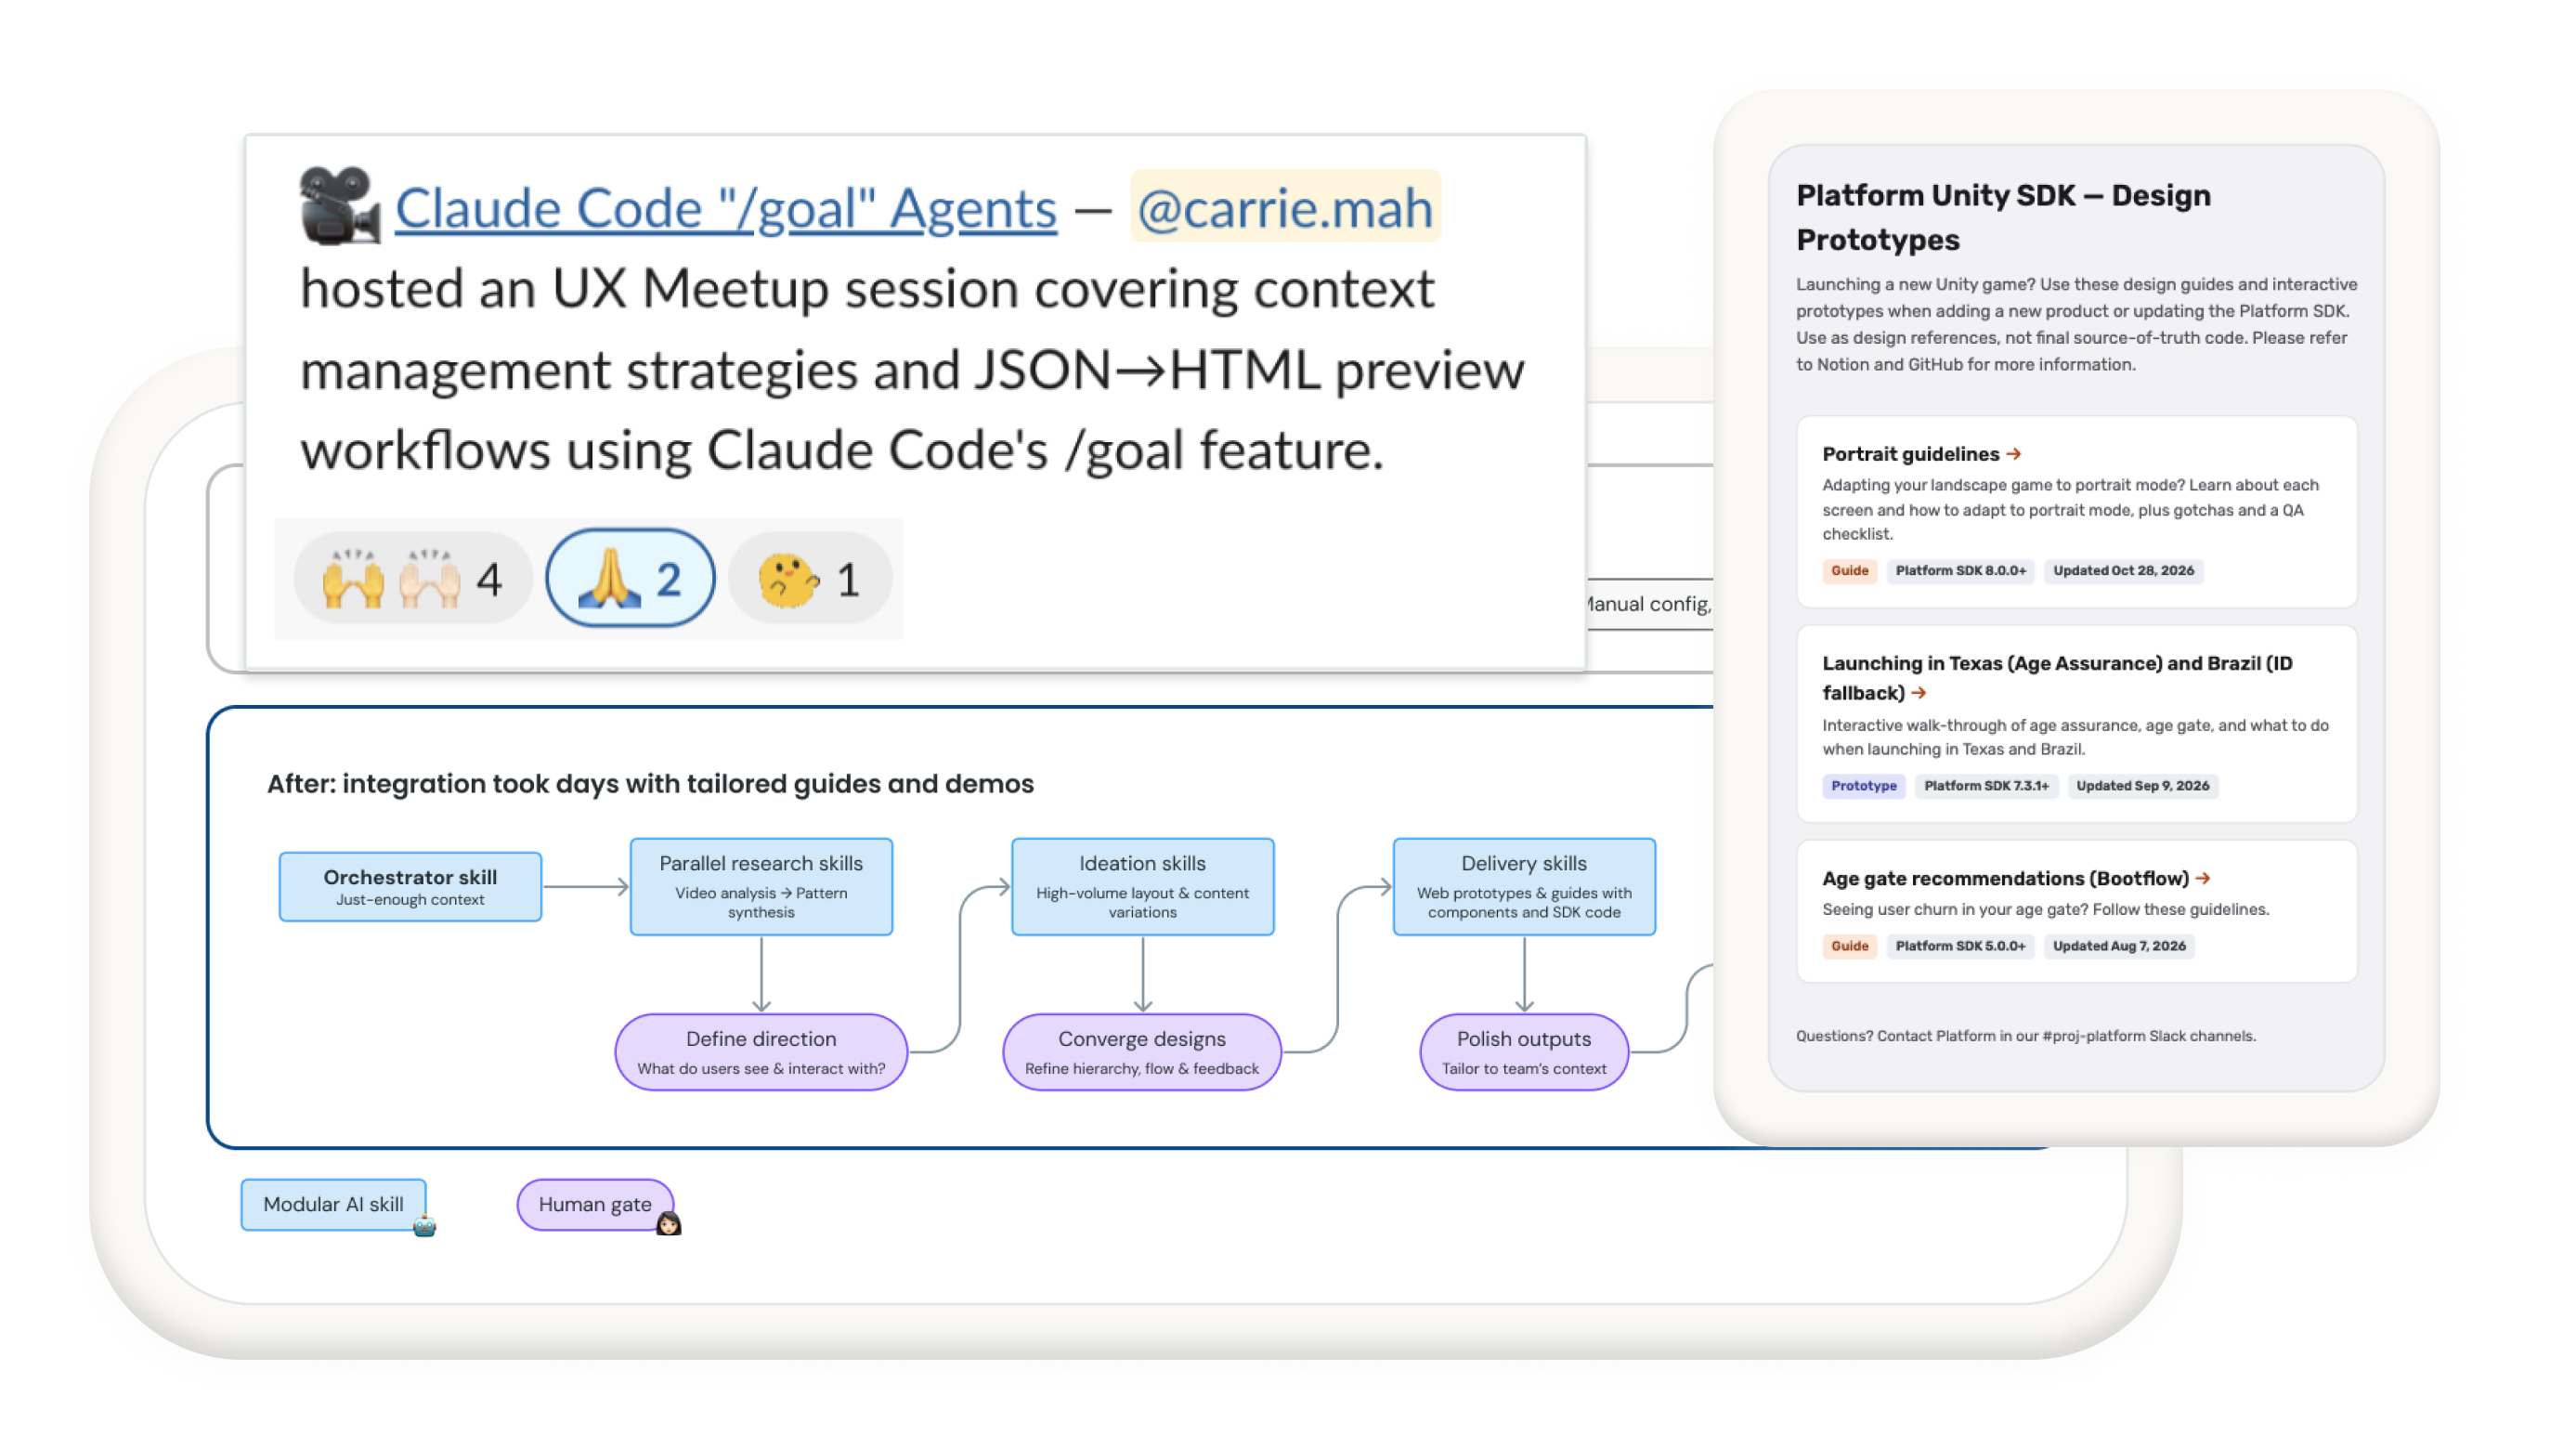 Claude Code "/goal" Agents — @carrie.mah
hosted an UX Meetup session covering context
management strategies and JSON→HTML preview
workflows using Claude Code's /goal feature.
4
2
1
Manual config,
After: integration took days with tailored guides and demos
Orchestrator skill
Just-enough context
Parallel research skills
Video analysis → Pattern
synthesis
Ideation skills
High-volume layout & content
variations
Delivery skills
Web prototypes & guides with
components and SDK code
Define direction
What do users see & interact with?
Converge designs
Refine hierarchy, flow & feedback
Polish outputs
Tailor to team's context
Modular AI skill
Human gate
Platform Unity SDK — Design
Prototypes
Launching a new Unity game? Use these design guides and interactive
prototypes when adding a new product or updating the Platform SDK.
Use as design references, not final source-of-truth code. Please refer
to Notion and GitHub for more information.
Portrait guidelines →
Adapting your landscape game to portrait mode? Learn about each
screen and how to adapt to portrait mode, plus gotchas and a QA
checklist.
Guide Platform SDK 8.0.0+ Updated Oct 28, 2026
Launching in Texas (Age Assurance) and Brazil (ID
fallback) →
Interactive walk-through of age assurance, age gate, and what to do
when launching in Texas and Brazil.
Prototype Platform SDK 7.3.1+ Updated Sep 9, 2026
Age gate recommendations (Bootflow) →
Seeing user churn in your age gate? Follow these guidelines.
Guide Platform SDK 5.0.0+ Updated Aug 7, 2026
Questions? Contact Platform in our #proj-platform Slack channels.